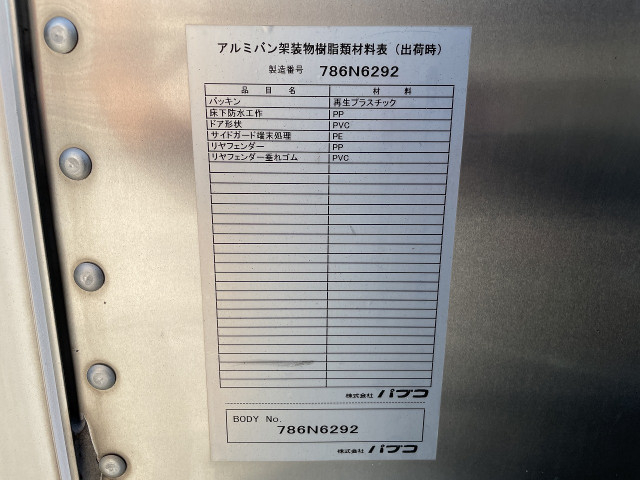 アルミバン架装物樹脂類材料表（出荷時）
製造番号 786N6292
品目名 材料
パッキン 再生プラスチック
床下防水工作 PP
ドア形状 PVC
サイドガード端末処理 PE
リヤフェンダー PP
リヤフェンダー垂れゴム PVC
株式会社 パブコ
BODY No.
786N6292
株式会社 パブコ